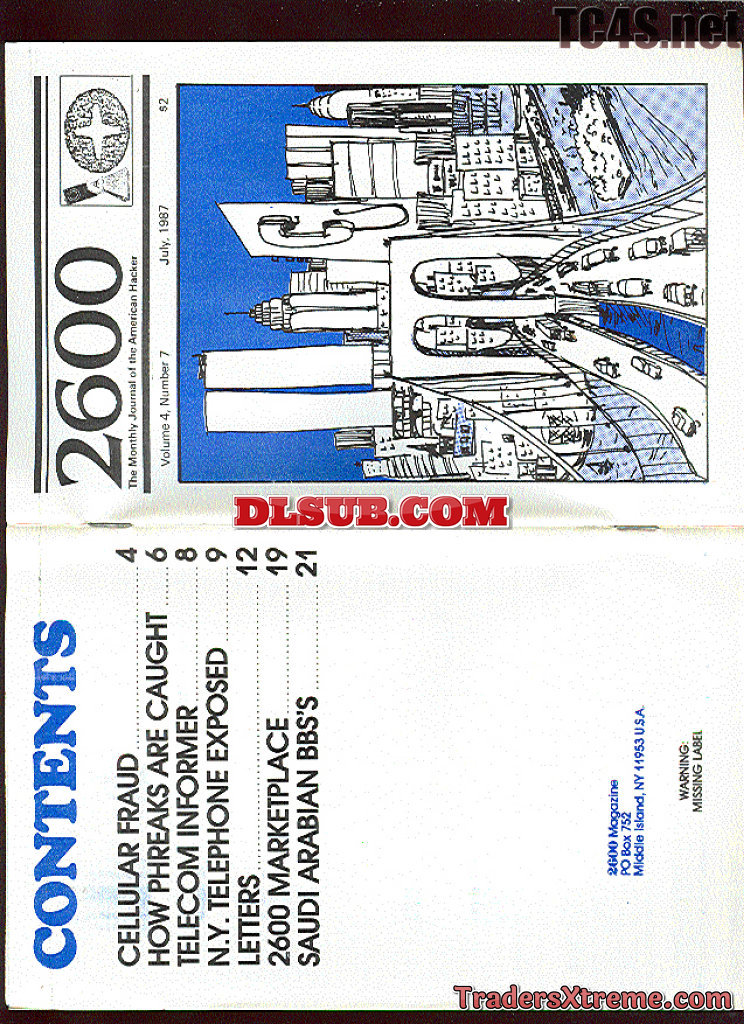 TC4S.net
2600
The Monthly Journal of the American Hacker
Volume 4, Number 7 July, 1987 $2
DLSUB.COM
CONTENTS
CELLULAR FRAUD 4
HOW PHREAKS ARE CAUGHT 6
TELECOM INFORMER 8
N.Y. TELEPHONE EXPOSED 9
LETTERS 12
2600 MARKETPLACE 19
SAUDI ARABIAN BBS'S 21
2600 Magazine
PO Box 752
Middle Island, NY 11953 U.S.A.
WARNING:
MISSING LABEL
TradersXtreme.com